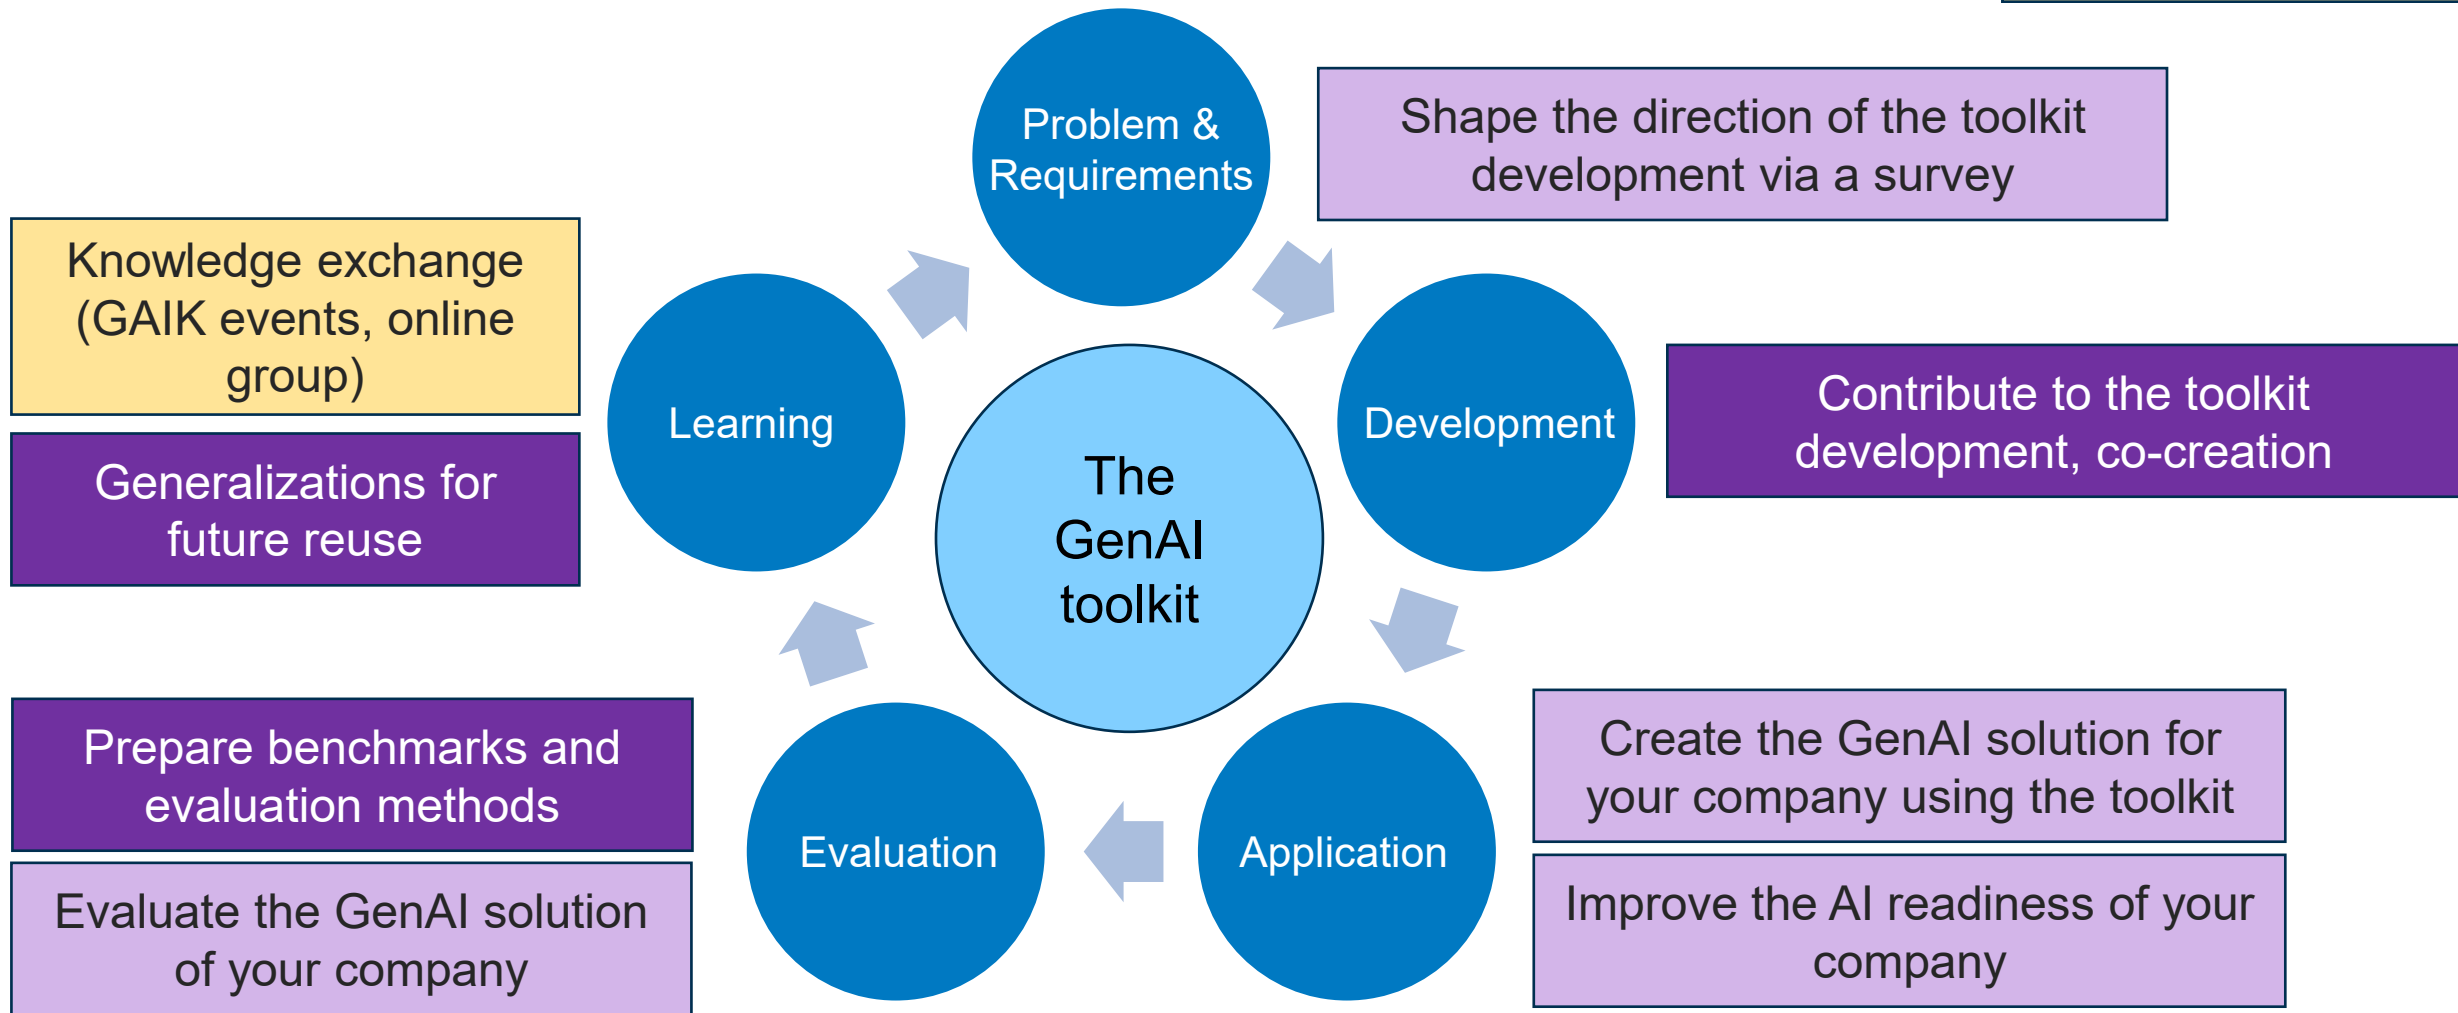 Problem &
Requirements
Shape the direction of the toolkit
development via a survey
Knowledge exchange
(GAIK events, online
group)
Generalizations for
future reuse
Learning
Development
Contribute to the toolkit
development, co-creation
The
GenAI
toolkit
Prepare benchmarks and
evaluation methods
Evaluate the GenAI solution
of your company
Evaluation
Application
Create the GenAI solution for
your company using the toolkit
Improve the AI readiness of your
company